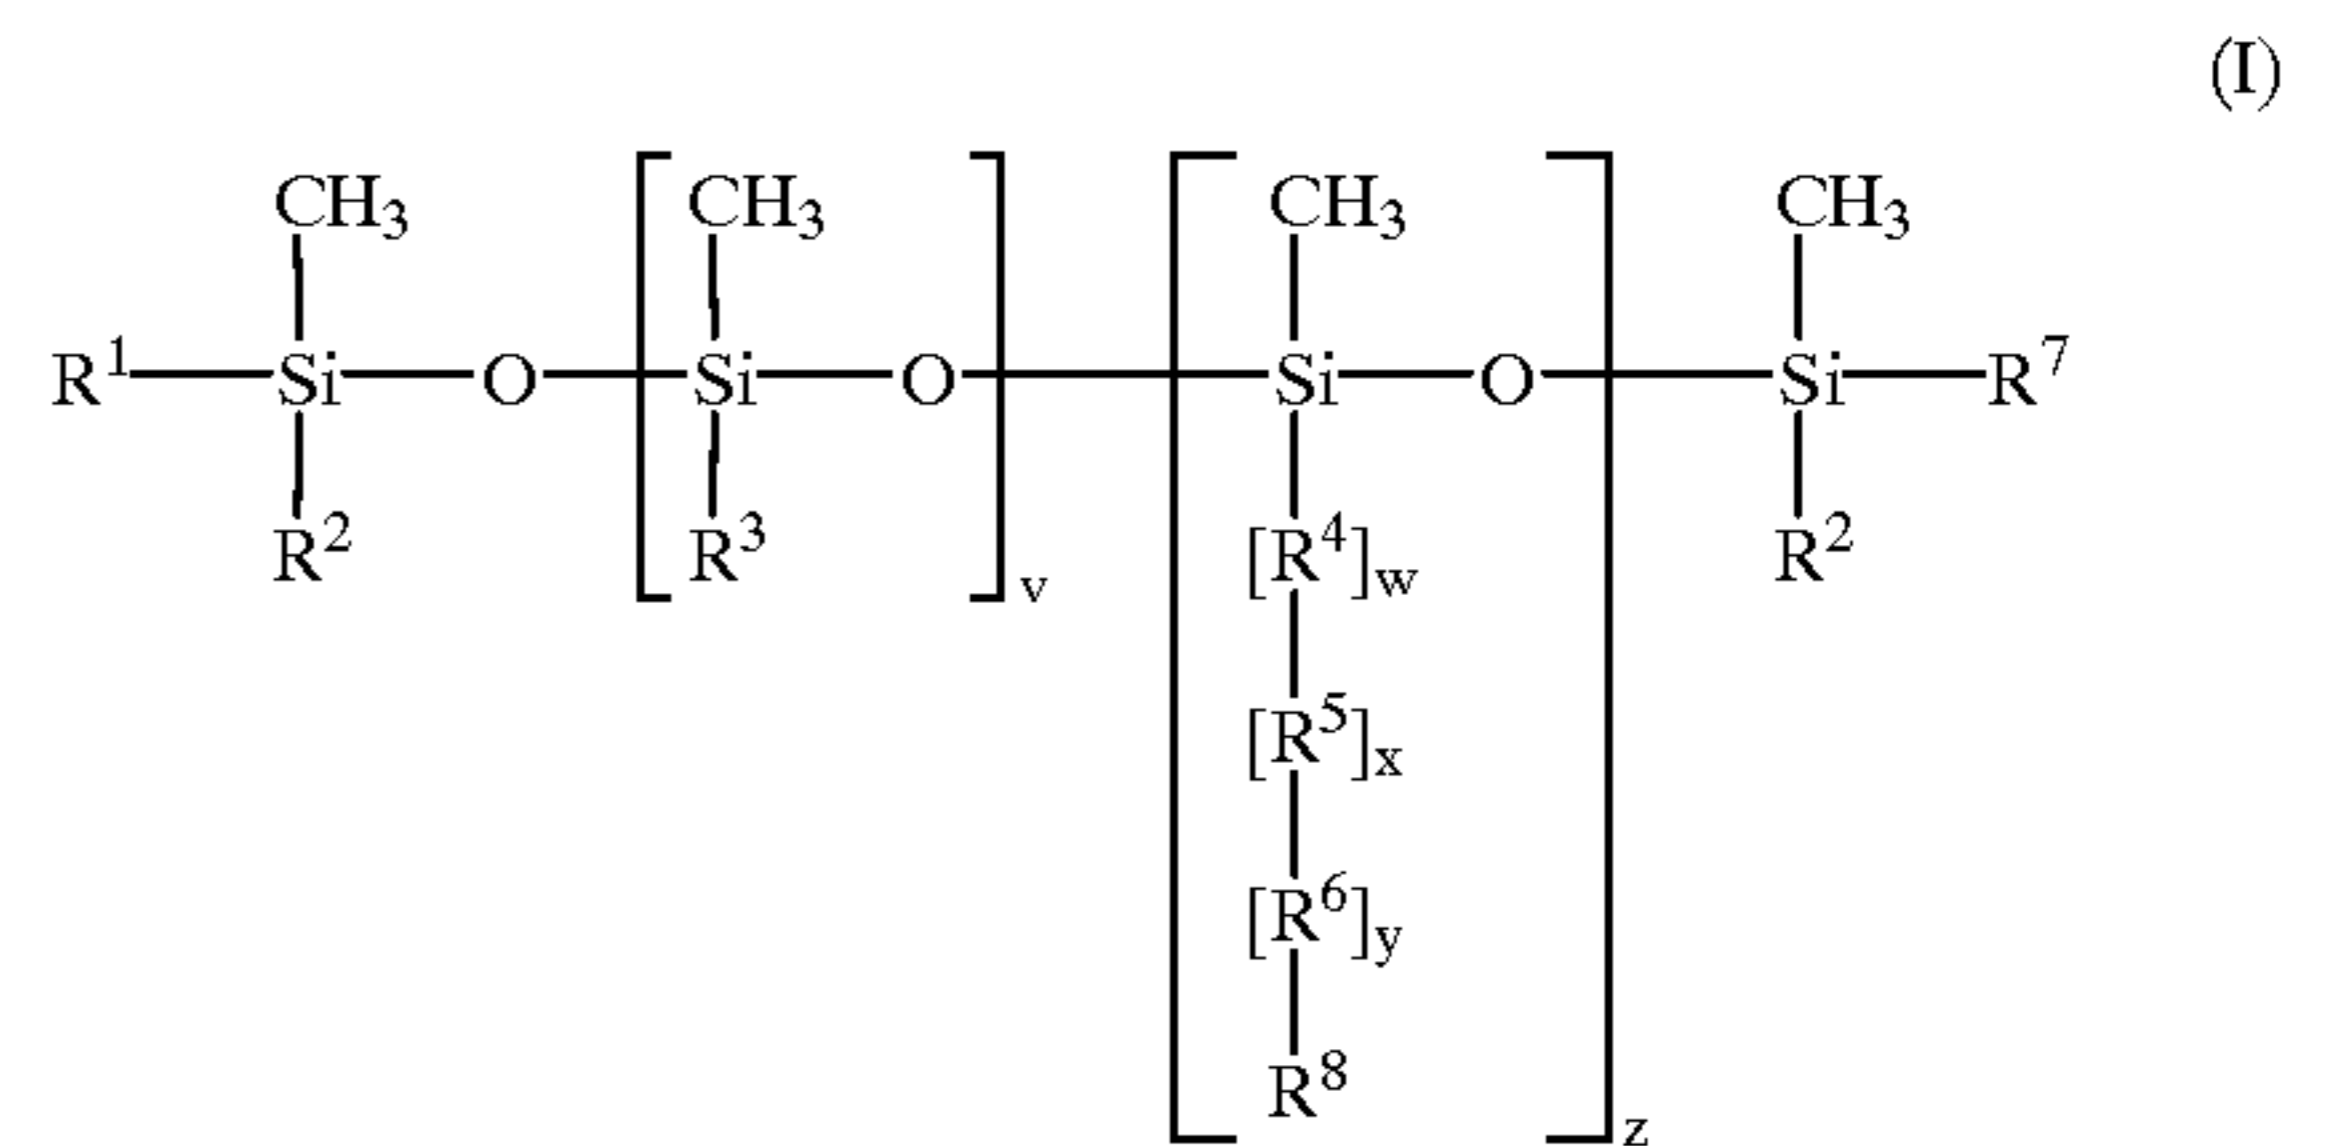 (I)
CH₃ CH₃ CH₃ CH₃
R¹ Si O Si O Si O Si R⁷
R² R³ [R⁴]w R²
v
[R⁵]x
[R⁶]y
R⁸
z